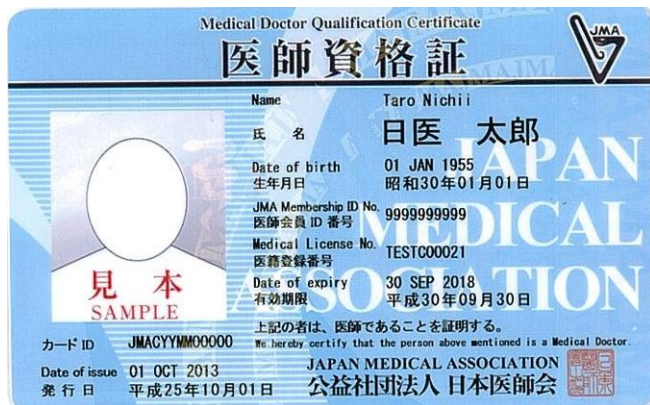 Medical Doctor Qualification Certificate
医師資格証
JMA
Name Taro Nichii
氏 名 日医 太郎
Date of birth 01 JAN 1955
生年月日 昭和30年01月01日
JMA Membership ID No. 9999999999
医師会員 ID 番号
Medical License No. TESTC00021
医籍登録番号
Date of expiry 30 SEP 2018
有効期限 平成30年09月30日
JAPAN
MEDICAL
ASSOCIATION
見 本
SAMPLE
上記の者は、医師であることを証明する。
We hereby certify that the person above mentioned is a Medical Doctor.
カード ID JMACYYMM00000
Date of issue 01 OCT 2013
発 行 日 平成25年10月01日
JAPAN MEDICAL ASSOCIATION
公益社団法人 日本医師会